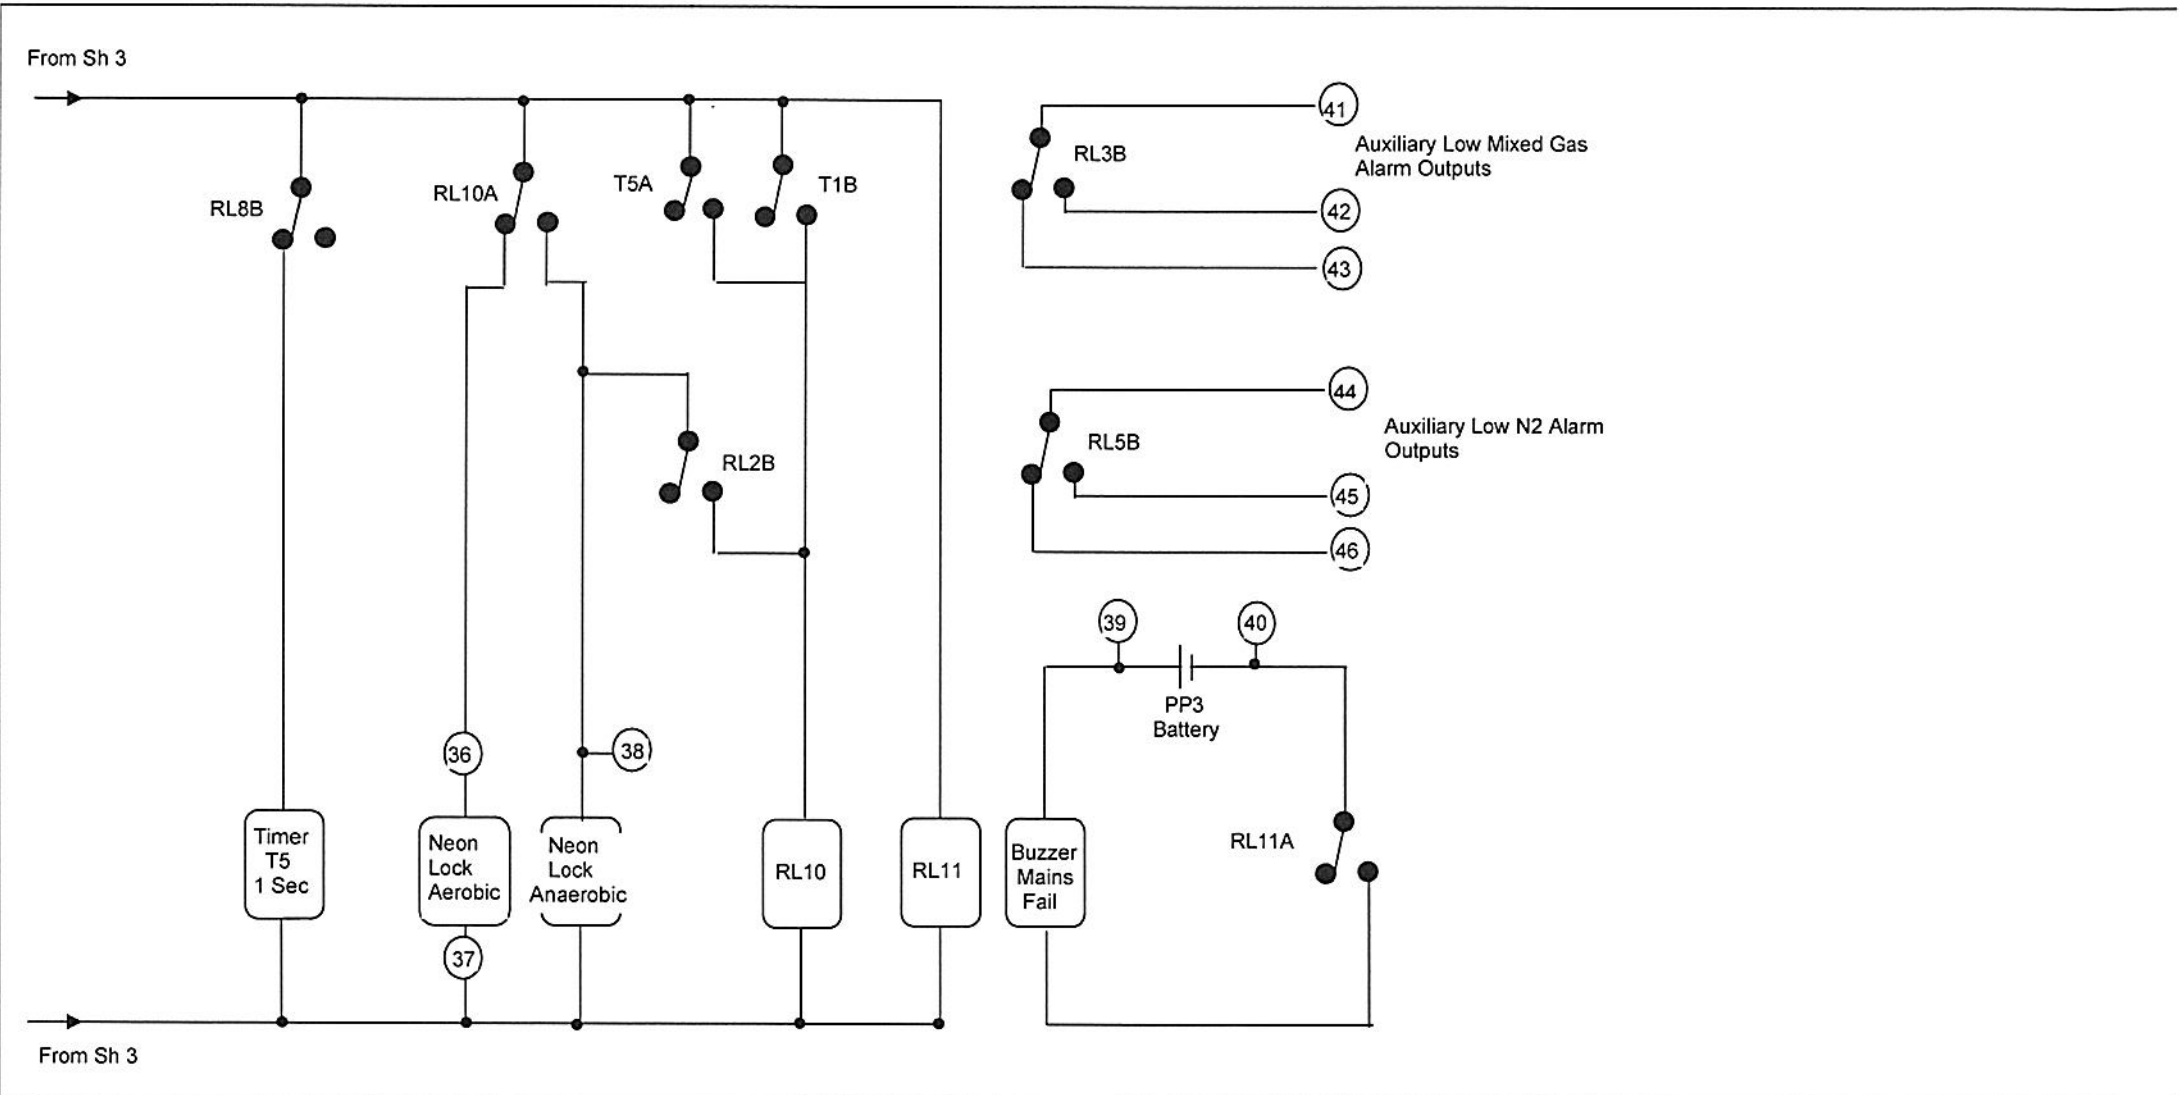 From Sh 3
RL8B
RL10A
T5A
T1B
RL3B
41
Auxiliary Low Mixed Gas
Alarm Outputs
42
43
RL2B
44
RL5B
Auxiliary Low N2 Alarm
Outputs
45
46
39
40
PP3
Battery
36
38
Timer
T5
1 Sec
Neon
Lock
Aerobic
Neon
Lock
Anaerobic
RL10
RL11
Buzzer
Mains
Fail
RL11A
37
From Sh 3